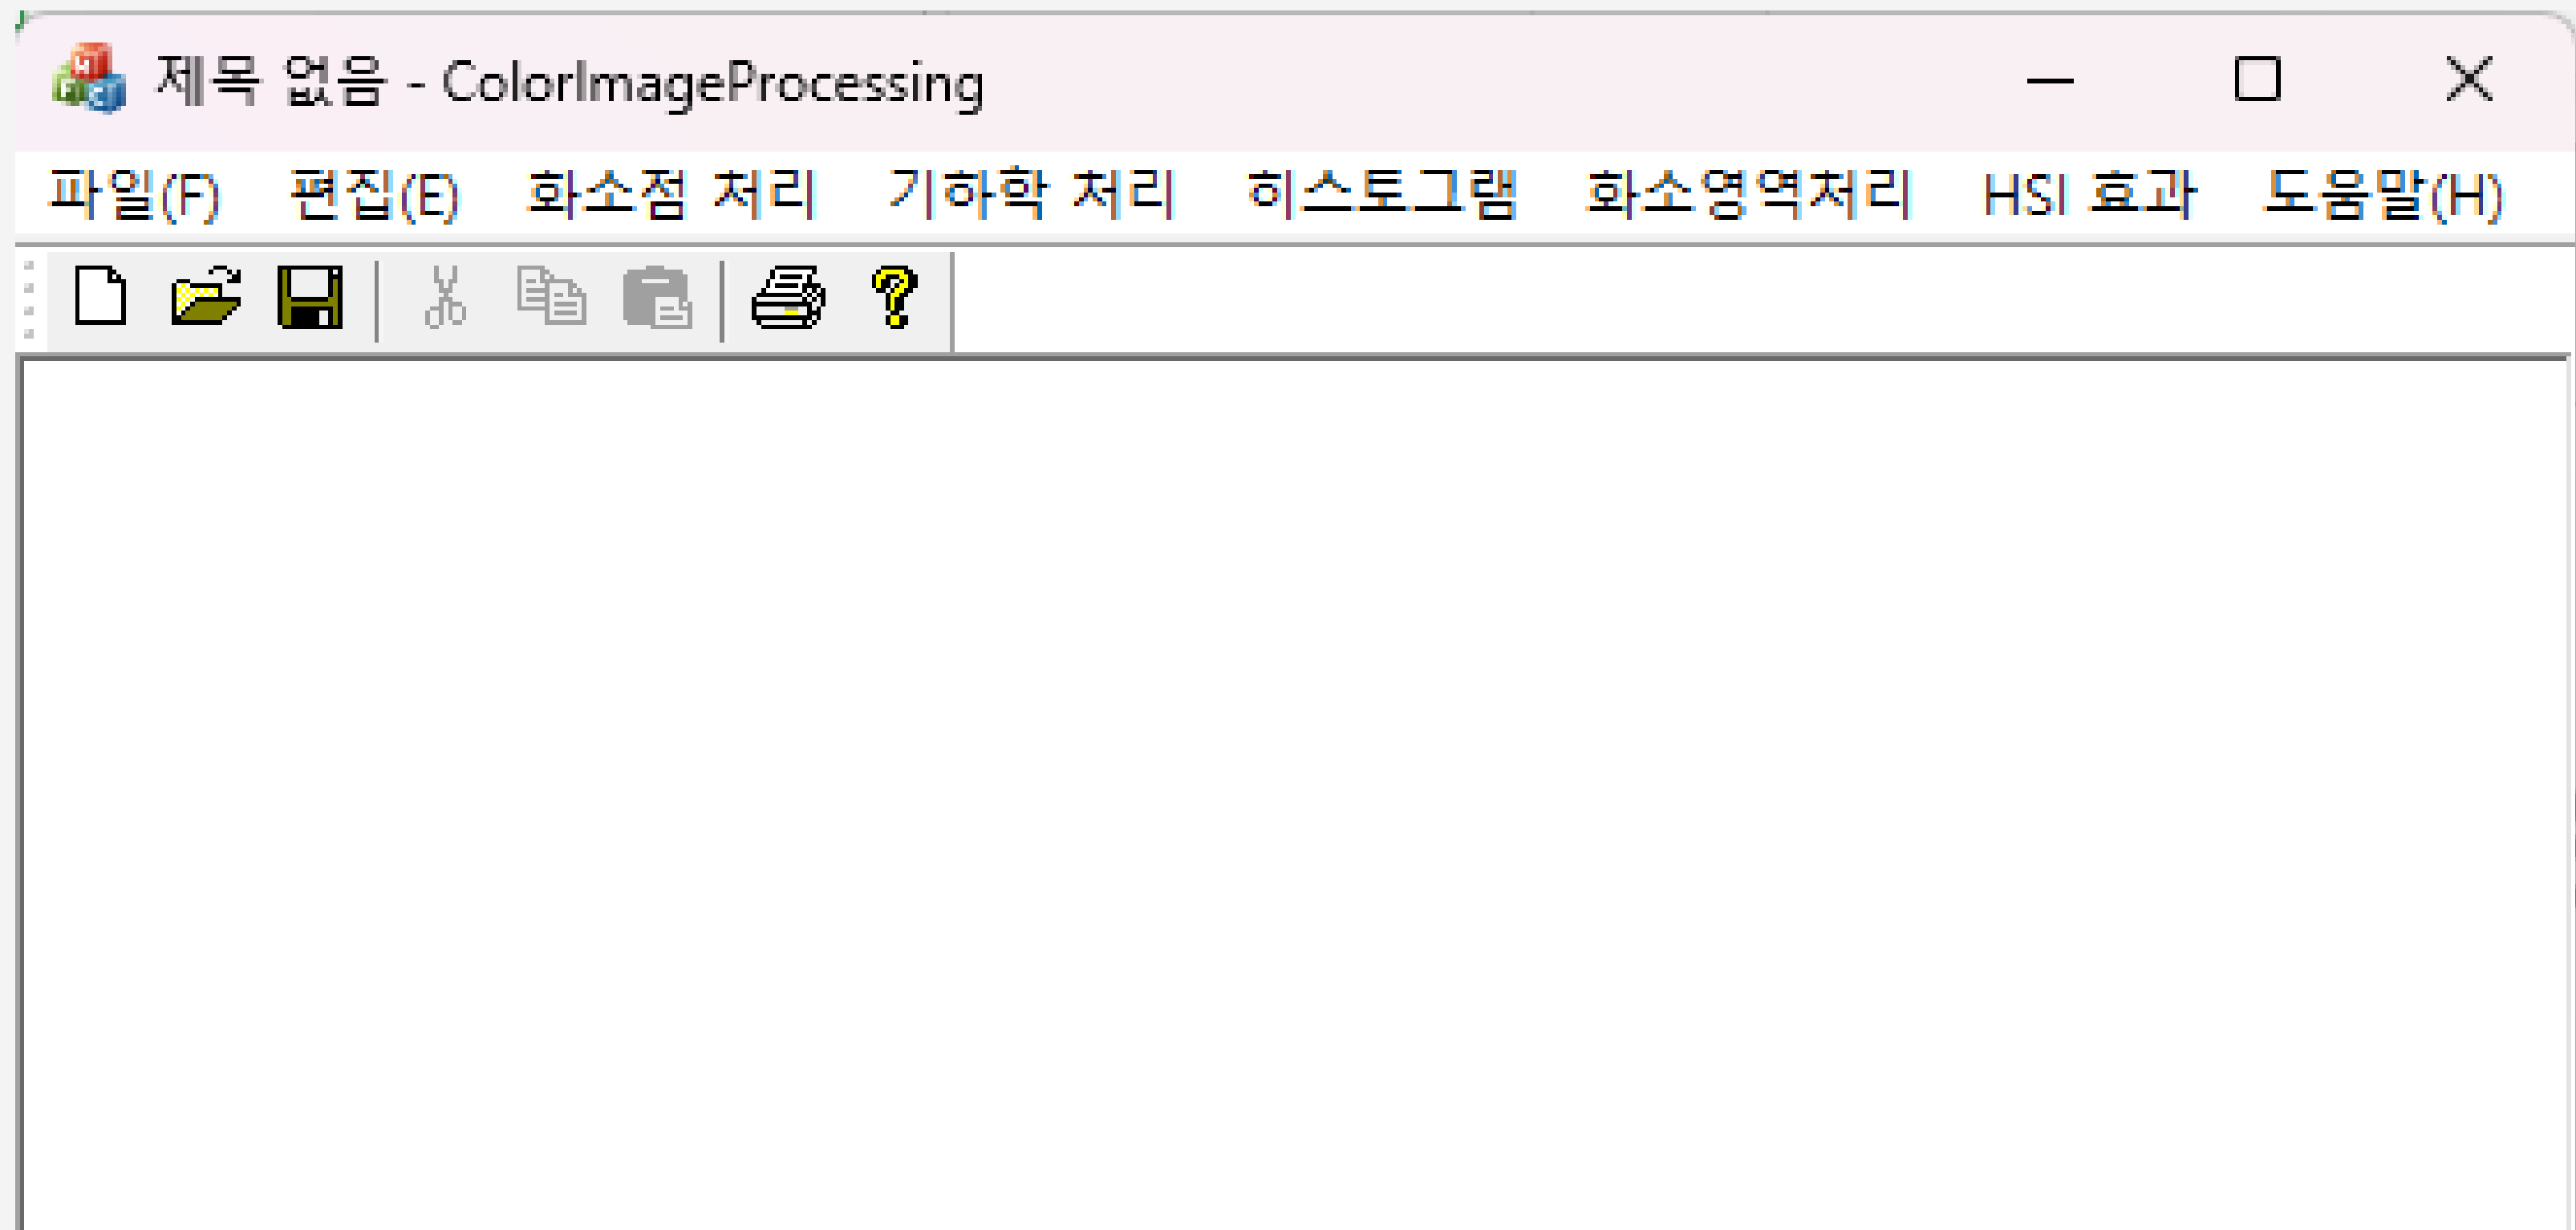 제목 없음 - ColorImageProcessing
파일(F) 편집(E) 화소점 처리 기하학 처리 히스토그램 화소영역처리 HSI 효과 도움말(H)